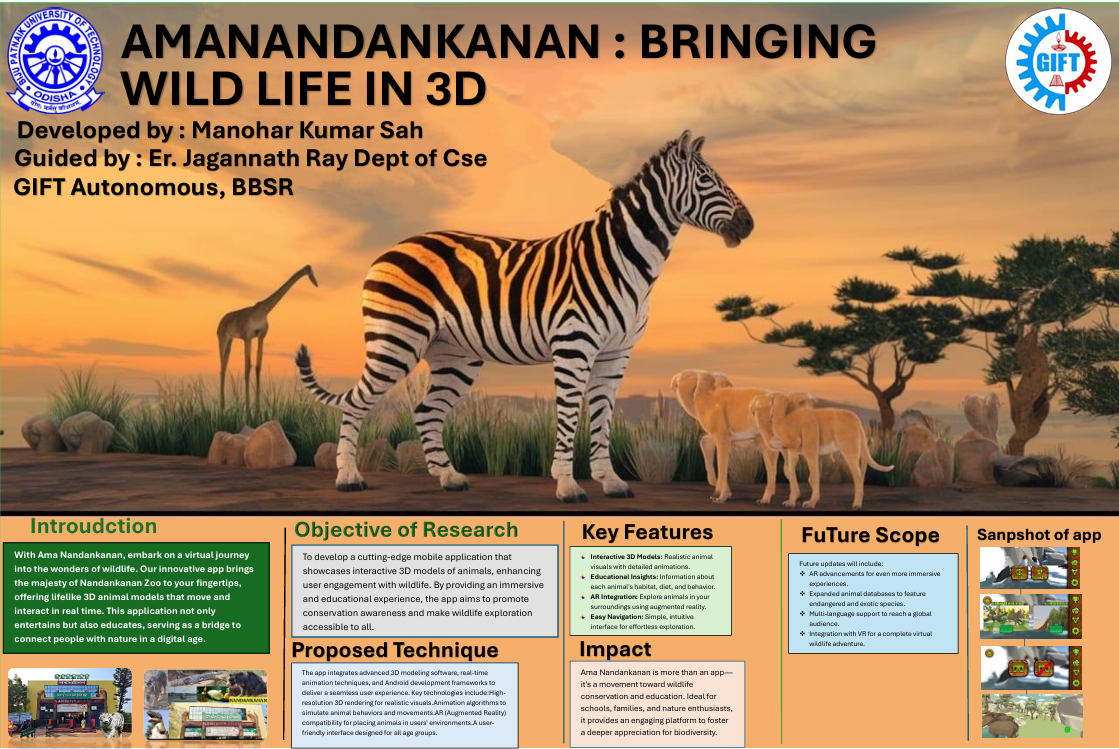 AMANANDANKANAN : BRINGING
WILD LIFE IN 3D
Developed by : Manohar Kumar Sah
Guided by : Er. Jagannath Ray Dept of Cse
GIFT Autonomous, BBSR
BIJU PATNAIK UNIVERSITY OF TECHNOLOGY
ODISHA
GIFT
Introudction
With Ama Nandankanan, embark on a virtual journey
into the wonders of wildlife. Our innovative app brings
the majesty of Nandankanan Zoo to your fingertips,
offering lifelike 3D animal models that move and
interact in real time. This application not only
entertains but also educates, serving as a bridge to
connect people with nature in a digital age.
NANDANKANAN
Objective of Research
To develop a cutting-edge mobile application that
showcases interactive 3D models of animals, enhancing
user engagement with wildlife. By providing an immersive
and educational experience, the app aims to promote
conservation awareness and make wildlife exploration
accessible to all.
Proposed Technique
The app integrates advanced 3D modeling software, real-time
animation techniques, and Android development frameworks to
deliver a seamless user experience. Key technologies include:High-
resolution 3D rendering for realistic visuals.Animation algorithms to
simulate animal behaviors and movements.AR (Augmented Reality)
compatibility for placing animals in users' environments.A user-
friendly interface designed for all age groups.
Key Features
Interactive 3D Models: Realistic animal
visuals with detailed animations.
Educational Insights: Information about
each animal's habitat, diet, and behavior.
AR Integration: Explore animals in your
surroundings using augmented reality.
Easy Navigation: Simple, intuitive
interface for effortless exploration.
Impact
Ama Nandankanan is more than an app—
it's a movement toward wildlife
conservation and education. Ideal for
schools, families, and nature enthusiasts,
it provides an engaging platform to foster
a deeper appreciation for biodiversity.
FuTure Scope
Future updates will include:
❖ AR advancements for even more immersive
experiences.
❖ Expanded animal databases to feature
endangered and exotic species.
❖ Multi-language support to reach a global
audience.
❖ Integration with VR for a complete virtual
wildlife adventure.
Sanpshot of app